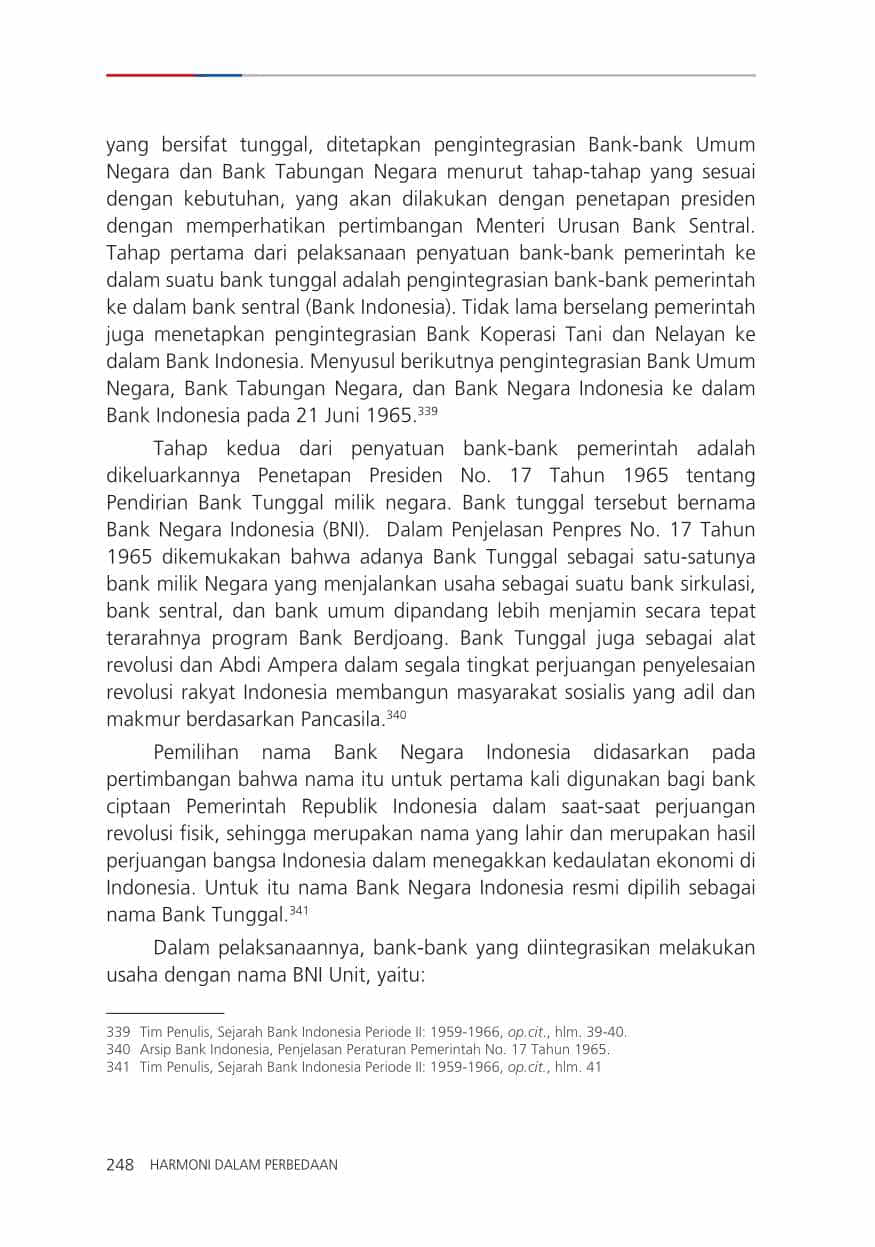 yang bersifat tunggal, ditetapkan pengintegrasian Bank-bank Umum
Negara dan Bank Tabungan Negara menurut tahap-tahap yang sesuai
dengan kebutuhan, yang akan dilakukan dengan penetapan presiden
dengan memperhatikan pertimbangan Menteri Urusan Bank Sentral.
Tahap pertama dari pelaksanaan penyatuan bank-bank pemerintah ke
dalam suatu bank tunggal adalah pengintegrasian bank-bank pemerintah
ke dalam bank sentral (Bank Indonesia). Tidak lama berselang pemerintah
juga menetapkan pengintegrasian Bank Koperasi Tani dan Nelayan ke
dalam Bank Indonesia. Menyusul berikutnya pengintegrasian Bank Umum
Negara, Bank Tabungan Negara, dan Bank Negara Indonesia ke dalam
Bank Indonesia pada 21 Juni 1965.339
Tahap kedua dari penyatuan bank-bank pemerintah adalah
dikeluarkannya Penetapan Presiden No. 17 Tahun 1965 tentang
Pendirian Bank Tunggal milik negara. Bank tunggal tersebut bernama
Bank Negara Indonesia (BNI). Dalam Penjelasan Penpres No. 17 Tahun
1965 dikemukakan bahwa adanya Bank Tunggal sebagai satu-satunya
bank milik Negara yang menjalankan usaha sebagai suatu bank sirkulasi,
bank sentral, dan bank umum dipandang lebih menjamin secara tepat
terarahnya program Bank Berdjoang. Bank Tunggal juga sebagai alat
revolusi dan Abdi Ampera dalam segala tingkat perjuangan penyelesaian
revolusi rakyat Indonesia membangun masyarakat sosialis yang adil dan
makmur berdasarkan Pancasila.340
Pemilihan nama Bank Negara Indonesia didasarkan pada
pertimbangan bahwa nama itu untuk pertama kali digunakan bagi bank
ciptaan Pemerintah Republik Indonesia dalam saat-saat perjuangan
revolusi fisik, sehingga merupakan nama yang lahir dan merupakan hasil
perjuangan bangsa Indonesia dalam menegakkan kedaulatan ekonomi di
Indonesia. Untuk itu nama Bank Negara Indonesia resmi dipilih sebagai
nama Bank Tunggal.341
Dalam pelaksanaannya, bank-bank yang diintegrasikan melakukan
usaha dengan nama BNI Unit, yaitu:
339 Tim Penulis, Sejarah Bank Indonesia Periode II: 1959-1966, op.cit., hlm. 39-40.
340 Arsip Bank Indonesia, Penjelasan Peraturan Pemerintah No. 17 Tahun 1965.
341 Tim Penulis, Sejarah Bank Indonesia Periode II: 1959-1966, op.cit., hlm. 41
248 HARMONI DALAM PERBEDAAN